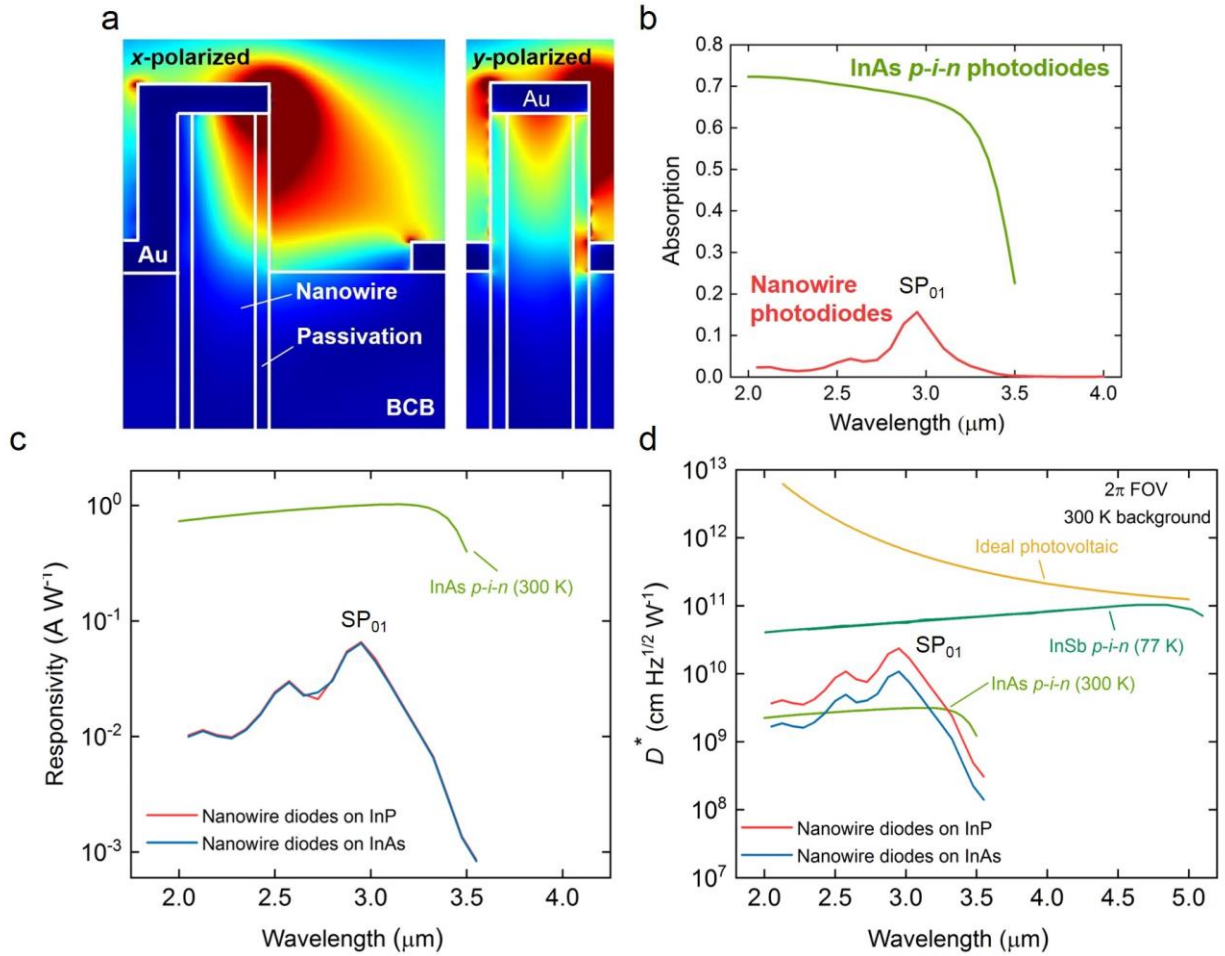 a
x-polarized
y-polarized
Au
Au
Nanowire
Passivation
BCB
b
0.8
0.7
0.6
0.5
0.4
0.3
0.2
0.1
0.0
Absorption
InAs p-i-n photodiodes
SP01
Nanowire
photodiodes
2.0 2.5 3.0 3.5 4.0
Wavelength (μm)
c
10^0
10^-1
10^-2
10^-3
Responsivity (A W^-1)
InAs p-i-n (300 K)
SP01
Nanowire diodes on InP
Nanowire diodes on InAs
2.0 2.5 3.0 3.5 4.0
Wavelength (μm)
d
10^13
10^12
10^11
10^10
10^9
10^8
10^7
D* (cm Hz^1/2 W^-1)
2π FOV
300 K background
Ideal photovoltaic
InSb p-i-n (77 K)
SP01
InAs p-i-n (300 K)
Nanowire diodes on InP
Nanowire diodes on InAs
2.0 2.5 3.0 3.5 4.0 4.5 5.0
Wavelength (μm)